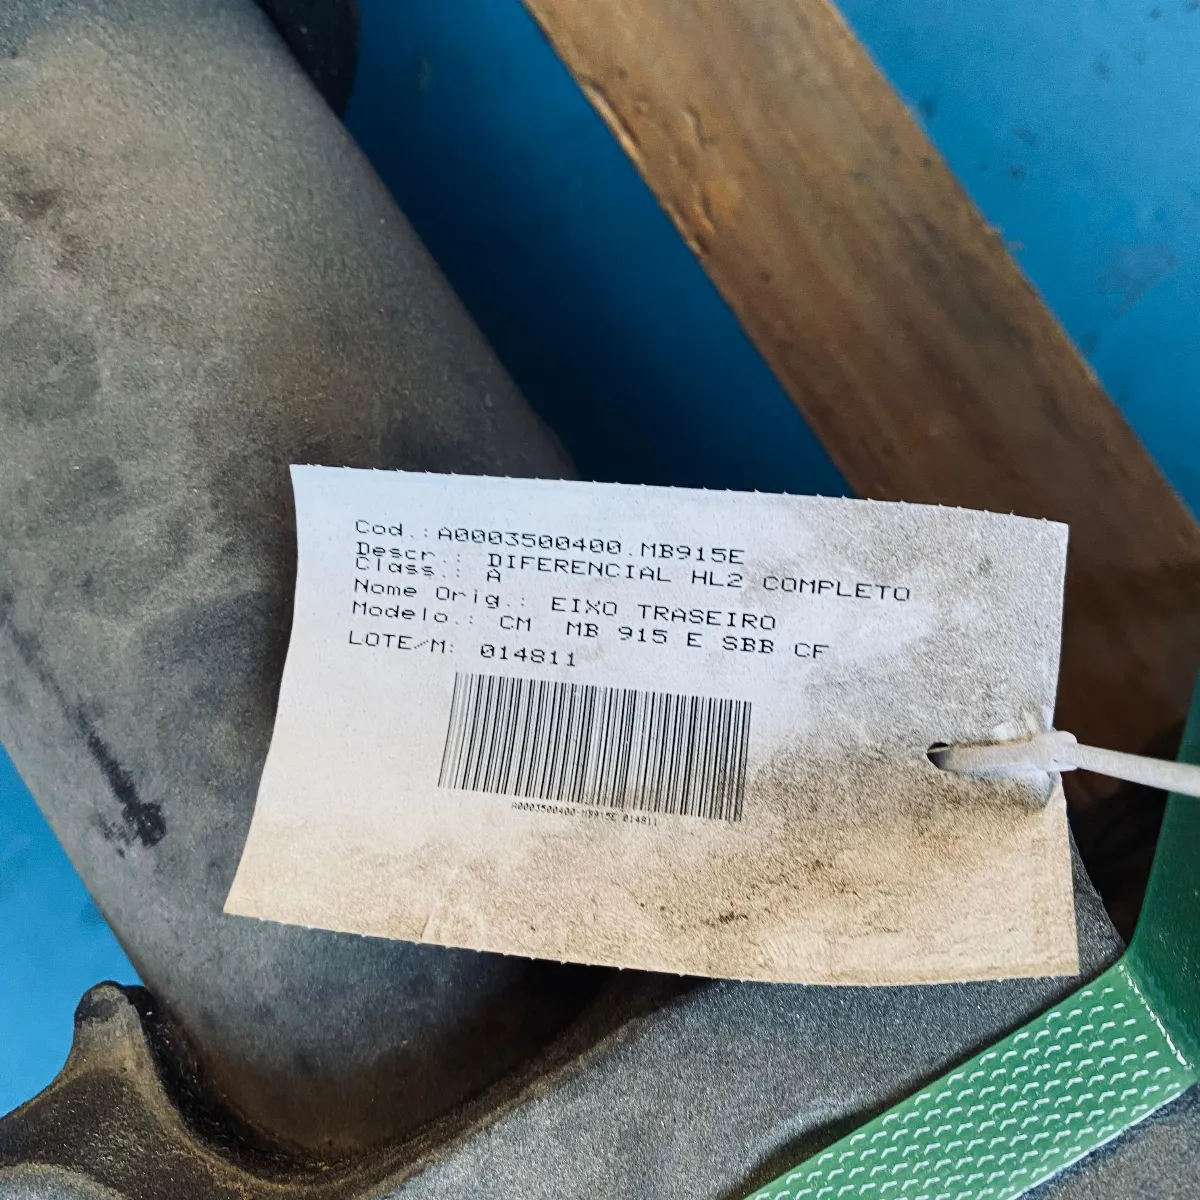 Cod.:A0003500400.MB915E
Descr.: DIFERENCIAL HL2 COMPLETO
Class.: A
Nome Orig.: EIXO TRASEIRO
Modelo.: CM MB 915 E SBB CF
LOTE/M: 014811
A0003500400-MB915E 014811